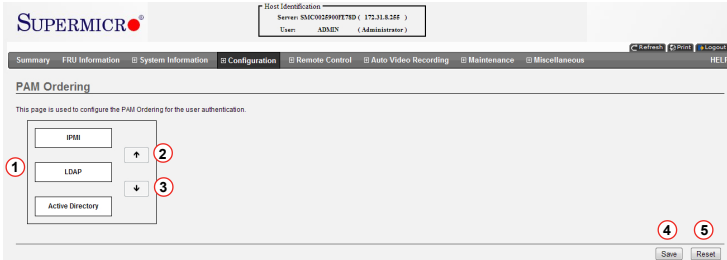 SUPERMICR®
Host Identification
Server: SMC0025900FE78D ( 172.31.8.255 )
User: ADMIN ( Administrator )
Refresh Print Logout
Summary FRU Information System Information Configuration Remote Control Auto Video Recording Maintenance Miscellaneous HELP
PAM Ordering
This page is used to configure the PAM Ordering for the user authentication.
IPMI
↑ 2
1 LDAP
↓ 3
Active Directory
4 5
Save Reset